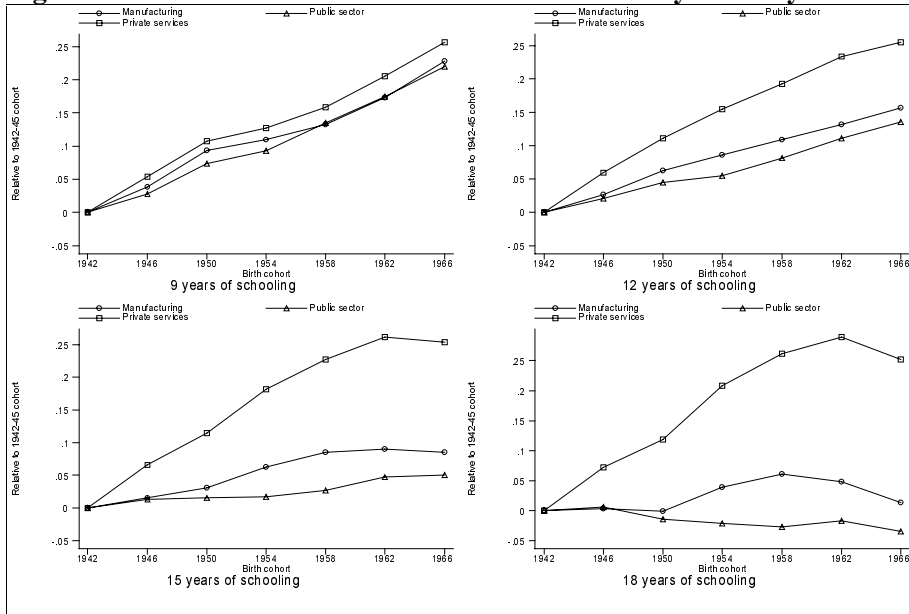 Manufacturing Public sector
Private services
Relative to 1942-45 cohort
.25
.2
.15
.1
.05
0
-.05
1942 1946 1950 1954 1958 1962 1966
Birth cohort
9 years of schooling
Manufacturing Public sector
Private services
Relative to 1942-45 cohort
.25
.2
.15
.1
.05
0
-.05
1942 1946 1950 1954 1958 1962 1966
Birth cohort
12 years of schooling
Manufacturing Public sector
Private services
Relative to 1942-45 cohort
.25
.2
.15
.1
.05
0
-.05
1942 1946 1950 1954 1958 1962 1966
Birth cohort
15 years of schooling
Manufacturing Public sector
Private services
Relative to 1942-45 cohort
.25
.2
.15
.1
.05
0
-.05
1942 1946 1950 1954 1958 1962 1966
Birth cohort
18 years of schooling